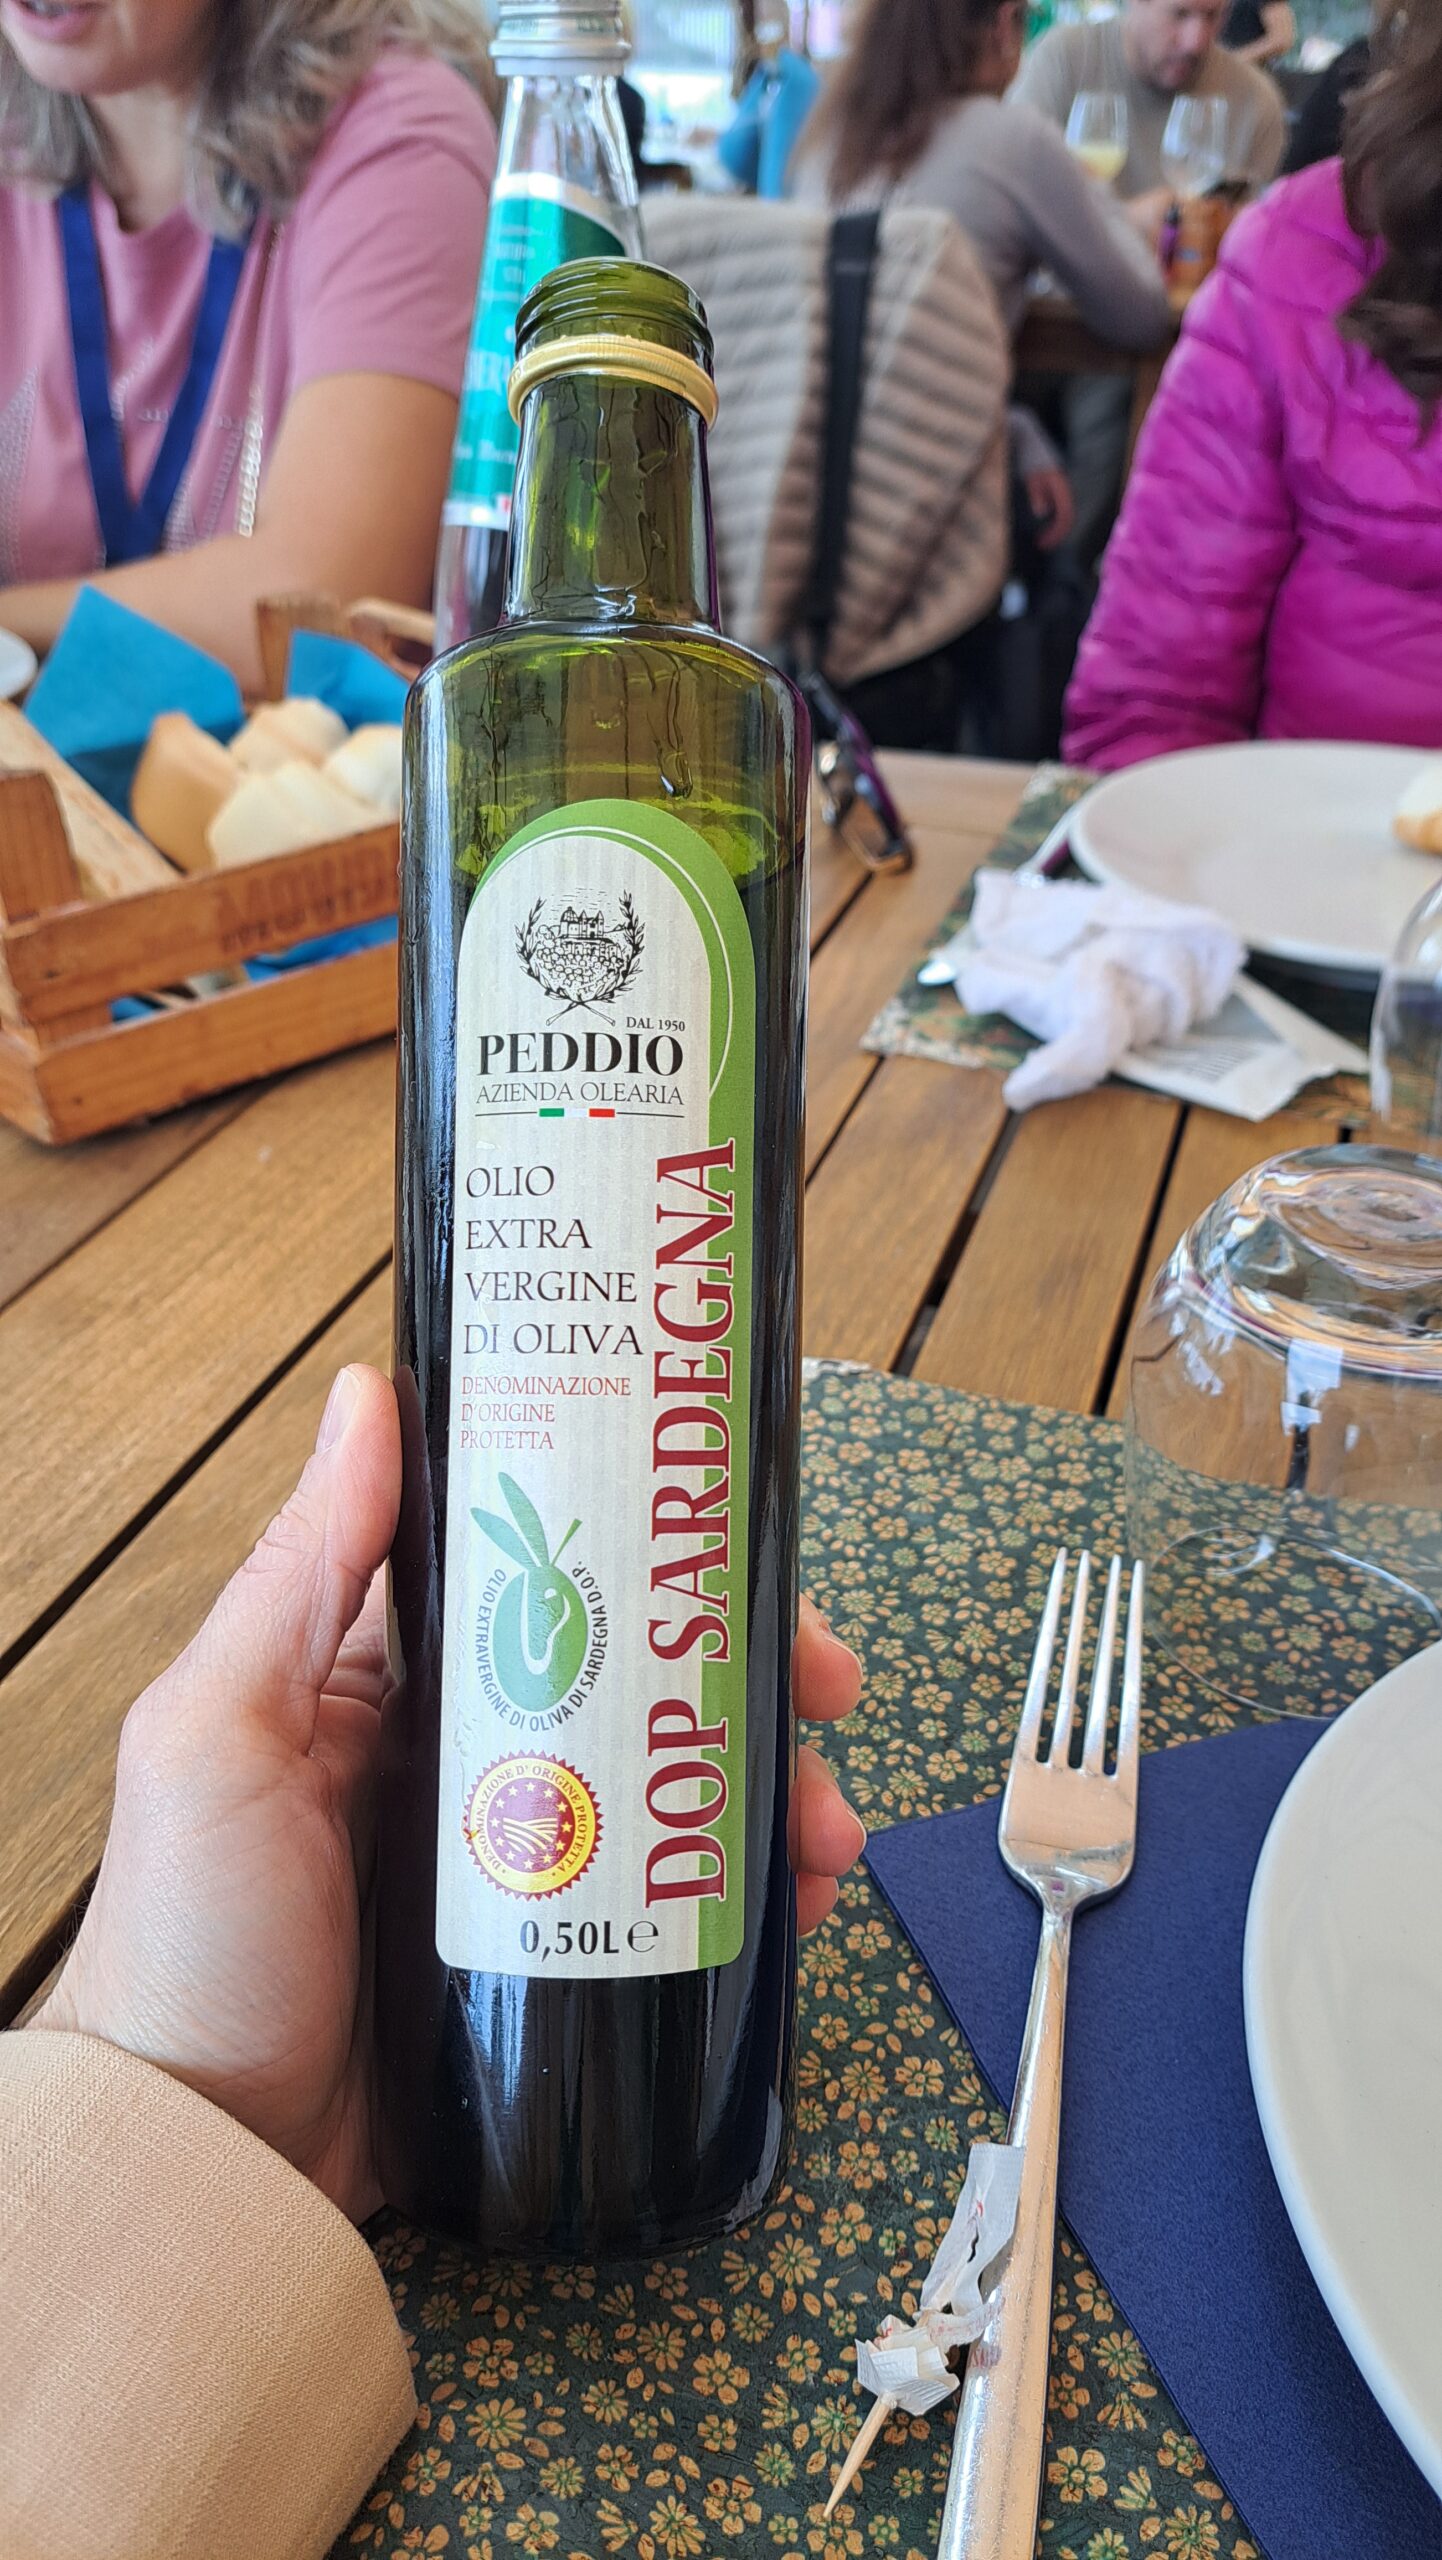 DAL 1950
PEDDIO
AZIENDA OLEARIA
OLIO
EXTRA
VERGINE
DI OLIVA
DENOMINAZIONE
D'ORIGINE
PROTETTA
DOP SARDEGNA
OLIO EXTRAVERGINE DI OLIVA DI SARDEGNA D.O.P.
DENOMINAZIONE D'ORIGINE PROTETTA
0,50L e